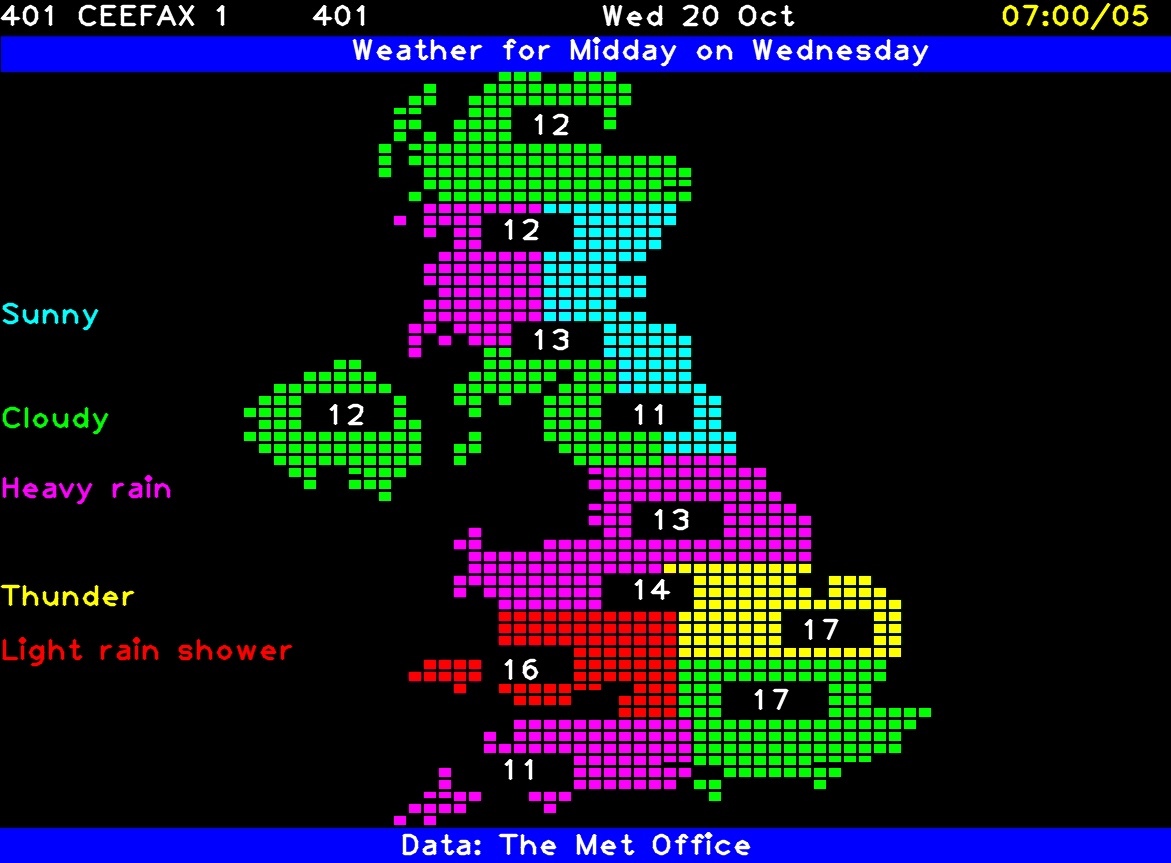 401 CEEFAX 1 401 Wed 20 Oct 07:00/05
Weather for Midday on Wednesday
12
12
Sunny
13
12
11
Cloudy
Heavy rain
13
14
Thunder
17
Light rain shower
16
17
11
Data: The Met Office